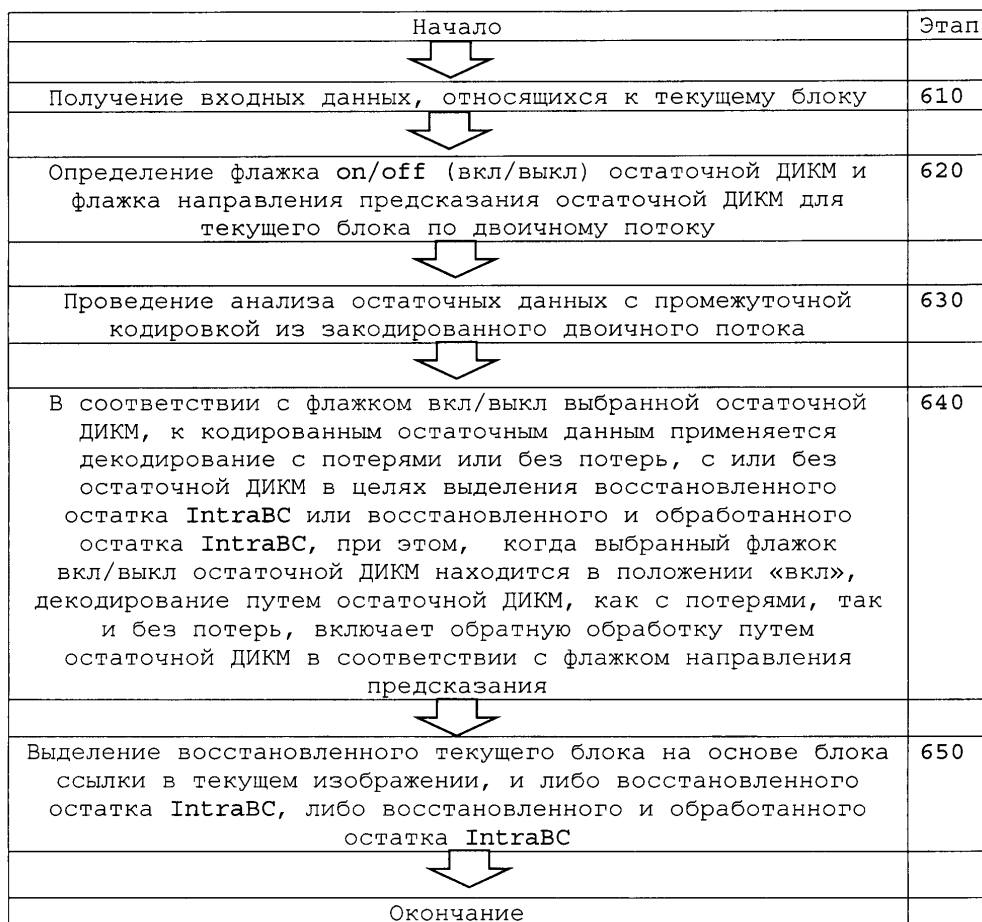 Начало Этап
Получение входных данных, относящихся к текущему блоку 610
Определение флажка on/off (вкл/выкл) остаточной ДИКМ и 620
флажка направления предсказания остаточной ДИКМ для
текущего блока по двоичному потоку
Проведение анализа остаточных данных с промежуточной 630
кодировкой из закодированного двоичного потока
В соответствии с флажком вкл/выкл выбранной остаточной 640
ДИКМ, к кодированным остаточным данным применяется
декодирование с потерями или без потерь, с или без
остаточной ДИКМ в целях выделения восстановленного
остатка IntraBC или восстановленного и обработанного
остатка IntraBC, при этом, когда выбранный флажок
вкл/выкл остаточной ДИКМ находится в положении «вкл»,
декодирование путем остаточной ДИКМ, как с потерями, так
и без потерь, включает обратную обработку путем
остаточной ДИКМ в соответствии с флажком направления
предсказания
Выделение восстановленного текущего блока на основе блока 650
ссылки в текущем изображении, и либо восстановленного
остатка IntraBC, либо восстановленного и обработанного
остатка IntraBC
Окончание